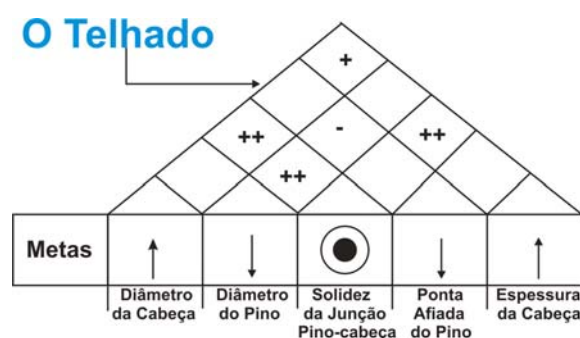 O Telhado
+
++ - ++
++
Metas
Diâmetro
da Cabeça
Diâmetro
do Pino
Solidez
da Junção
Pino-cabeça
Ponta
Afiada
do Pino
Espessura
da Cabeça